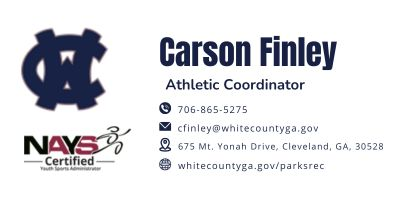 Carson Finley
Athletic Coordinator
706-865-5275
cfinley@whitecountyga.gov
675 Mt. Yonah Drive, Cleveland, GA, 30528
whitecountyga.gov/parksrec
WC
NAYS
Certified
Youth Sports Administrator